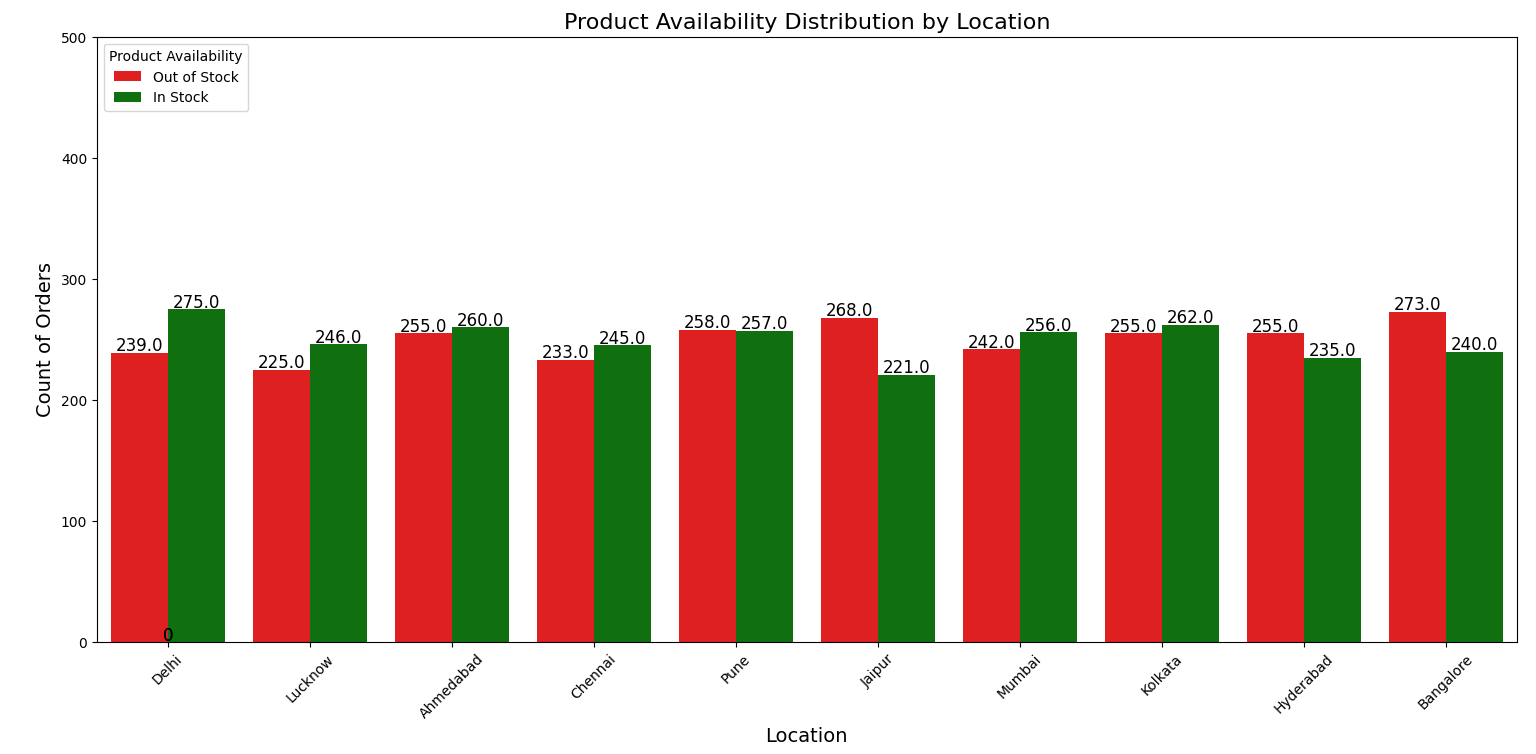 Product Availability Distribution by Location
Product Availability
Out of Stock
In Stock
Count of Orders
500
400
300
200
100
0
239.0
275.0
225.0
246.0
255.0
260.0
233.0
245.0
258.0
257.0
268.0
221.0
242.0
256.0
255.0
262.0
255.0
235.0
273.0
240.0
0
Delhi
Lucknow
Ahmedabad
Chennai
Pune
Jaipur
Mumbai
Kolkata
Hyderabad
Bangalore
Location